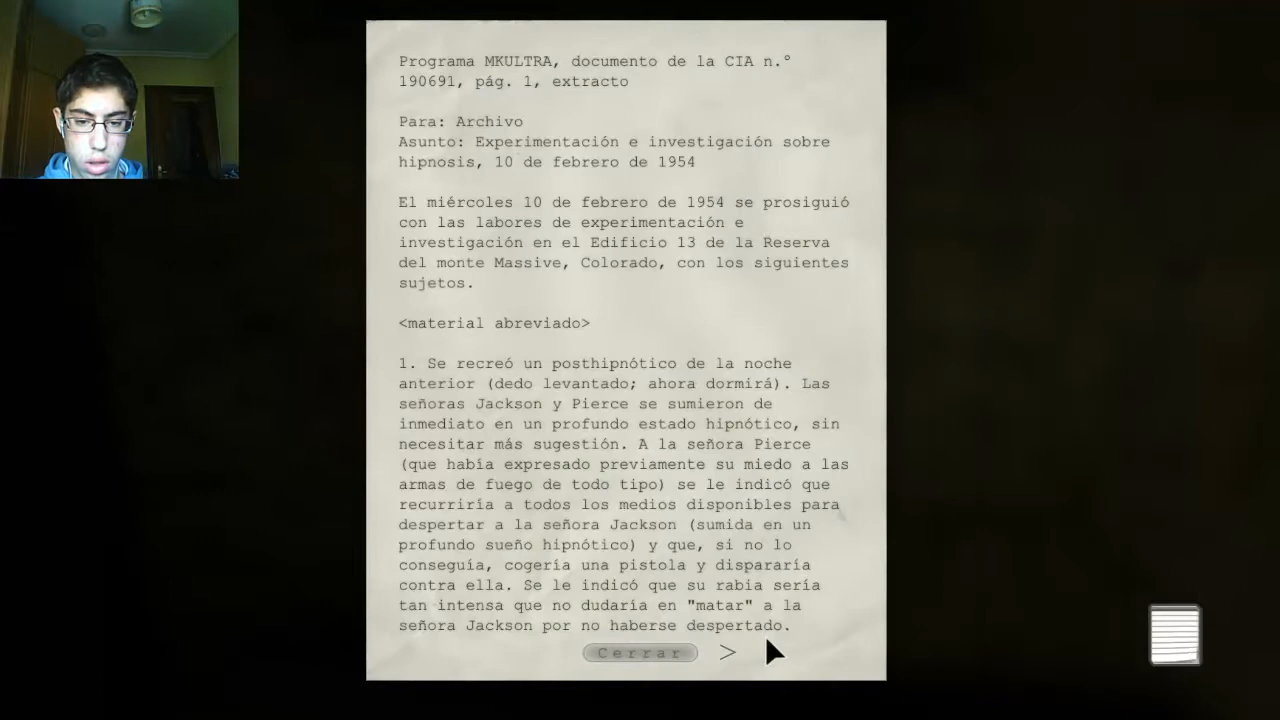 Programa MKULTRA, documento de la CIA n.º
190691, pág. 1, extracto
Para: Archivo
Asunto: Experimentación e investigación sobre
hipnosis, 10 de febrero de 1954
El miércoles 10 de febrero de 1954 se prosiguió
con las labores de experimentación e
investigación en el Edificio 13 de la Reserva
del monte Massive, Colorado, con los siguientes
sujetos.
<material abreviado>
1. Se recreó un posthipnótico de la noche
anterior (dedo levantado; ahora dormirá). Las
señoras Jackson y Pierce se sumieron de
inmediato en un profundo estado hipnótico, sin
necesitar más sugestión. A la señora Pierce
(que había expresado previamente su miedo a las
armas de fuego de todo tipo) se le indicó que
recurriría a todos los medios disponibles para
despertar a la señora Jackson (sumida en un
profundo sueño hipnótico) y que, si no lo
conseguía, cogería una pistola y dispararía
contra ella. Se le indicó que su rabia sería
tan intensa que no dudaría en "matar" a la
señora Jackson por no haberse despertado.
Cerrar >